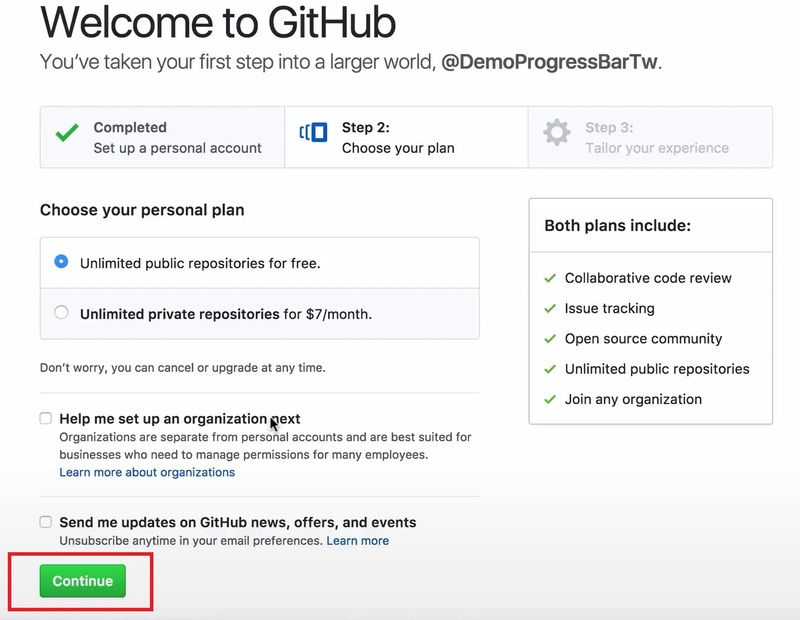 Welcome to GitHub
You've taken your first step into a larger world, @DemoProgressBarTw.
Completed
Set up a personal account
Step 2:
Choose your plan
Step 3:
Tailor your experience
Choose your personal plan
Unlimited public repositories for free.
Unlimited private repositories for $7/month.
Don't worry, you can cancel or upgrade at any time.
Help me set up an organization next
Organizations are separate from personal accounts and are best suited for
businesses who need to manage permissions for many employees.
Learn more about organizations
Send me updates on GitHub news, offers, and events
Unsubscribe anytime in your email preferences. Learn more
Continue
Both plans include:
Collaborative code review
Issue tracking
Open source community
Unlimited public repositories
Join any organization